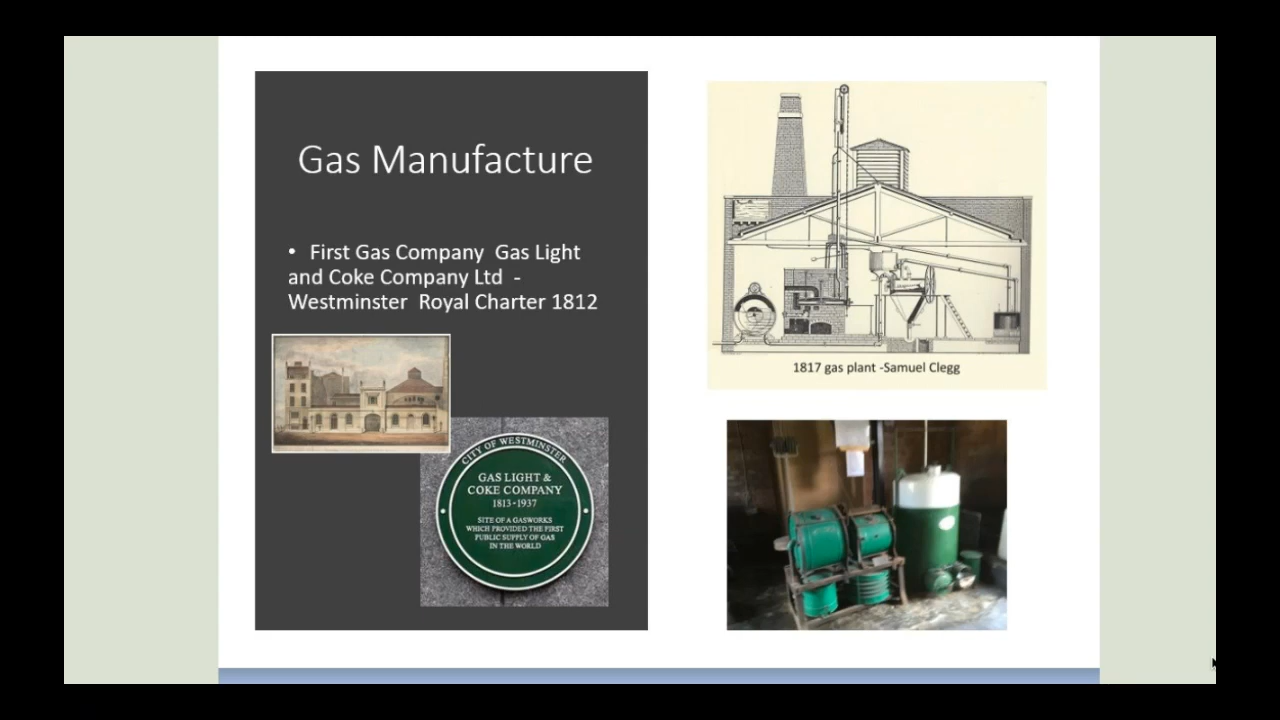 Gas Manufacture
• First Gas Company Gas Light
and Coke Company Ltd -
Westminster Royal Charter 1812
CITY OF WESTMINSTER
GAS LIGHT &
COKE COMPANY
1813-1937
SITE OF A GASWORKS
WHICH PROVIDED THE FIRST
PUBLIC SUPPLY OF GAS
IN THE WORLD
1817 gas plant -Samuel Clegg